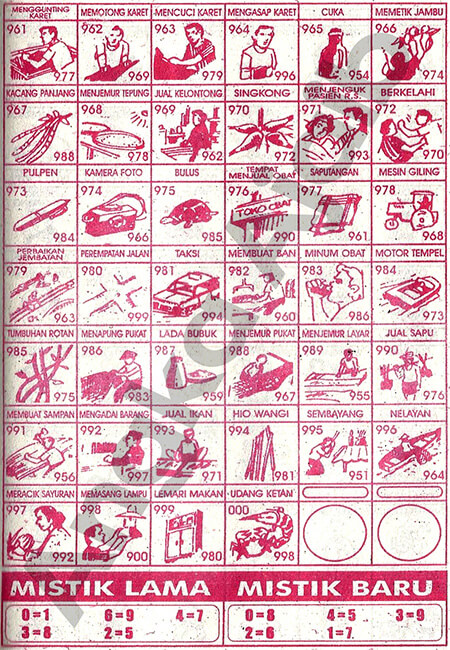 MENGGUNTING
KARET
961
977
MEMOTONG KARET
962
969
MENCUCI KARET
963
979
MENGASAP KARET
964
996
CUKA
965
954
MEMETIK JAMBU
966
974
KACANG PANJANG
967
988
MENJEMUR TEPUNG
968
978
JUAL KELONTONG
969
962
SINGKONG
970
972
MENJENGUK
PASIEN R.S.
971
993
BERKELAHI
972
970
PULPEN
973
984
KAMERA FOTO
974
966
BULUS
975
985
TEMPAT
MENJUAL OBAT
976
TOKO OBAT
990
SAPUTANGAN
977
961
MESIN GILING
978
968
PERBAIKAN
JEMBATAN
979
963
PEREMPATAN JALAN
980
999
TAKSI
981
994
MEMBUAT BAN
982
960
MINUM OBAT
983
986
MOTOR TEMPEL
984
973
TUMBUHAN ROTAN
985
975
MENAPUNG PUKAT
986
983
LADA BUBUK
987
959
MENJEMUR PUKAT
988
967
MENJEMUR LAYAR
989
955
JUAL SAPU
990
976
MEMBUAT SAMPAN
991
956
MENGADAI BARANG
992
997
JUAL IKAN
993
971
HIO WANGI
994
981
SEMBAYANG
995
951
NELAYAN
996
964
MERACIK SAYURAN
997
992
MEMASANG LAMPU
998
900
LEMARI MAKAN
999
980
UDANG KETAN
000
998
MISTIK LAMA
0=1 6=9 4=7
3=8 2=5
MISTIK BARU
0=8 4=5 3=9
2=6 1=7